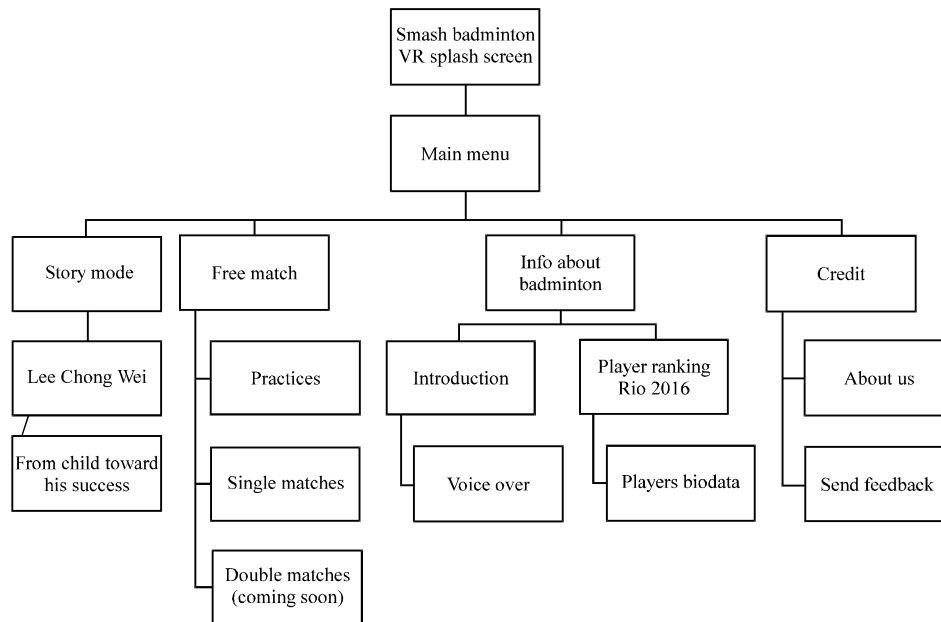 Smash badminton
VR splash screen
Main menu
Story mode
Free match
Info about
badminton
Credit
Lee Chong Wei
Practices
Introduction
Player ranking
Rio 2016
About us
From child toward
his success
Single matches
Voice over
Players biodata
Send feedback
Double matches
(coming soon)